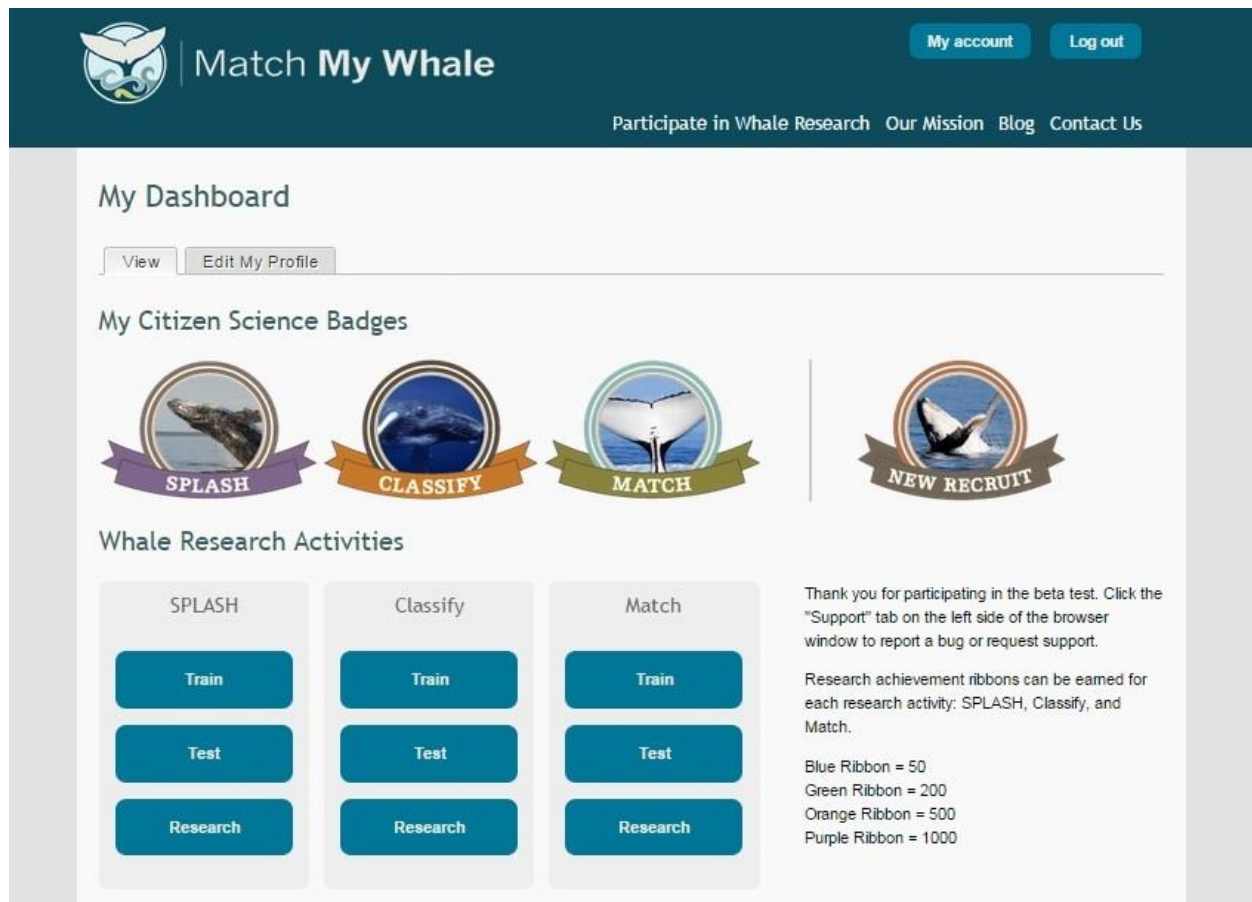 Match My Whale
My account
Log out
Participate in Whale Research
Our Mission
Blog
Contact Us
My Dashboard
View
Edit My Profile
My Citizen Science Badges
SPLASH
CLASSIFY
MATCH
NEW RECRUIT
Whale Research Activities
SPLASH
Train
Test
Research
Classify
Train
Test
Research
Match
Train
Test
Research
Thank you for participating in the beta test. Click the
"Support" tab on the left side of the browser
window to report a bug or request support.
Research achievement ribbons can be earned for
each research activity: SPLASH, Classify, and
Match.
Blue Ribbon = 50
Green Ribbon = 200
Orange Ribbon = 500
Purple Ribbon = 1000